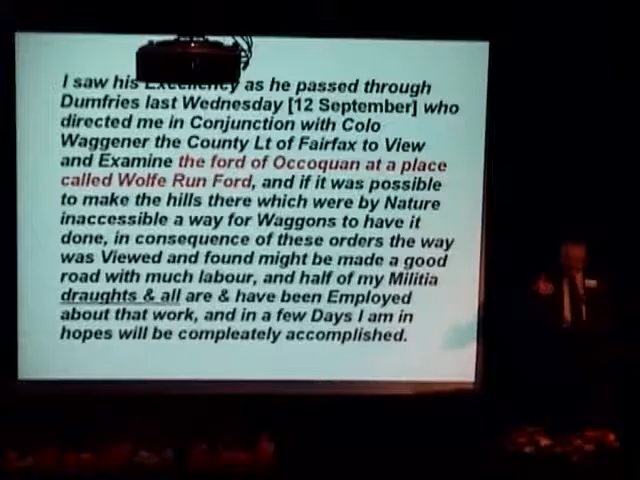 I saw his Excellency as he passed through
Dumfries last Wednesday [12 September] who
directed me in Conjunction with Colo
Waggener the County Lt of Fairfax to View
and Examine the ford of Occoquan at a place
called Wolfe Run Ford, and if it was possible
to make the hills there which were by Nature
inaccessible a way for Waggons to have it
done, in consequence of these orders the way
was Viewed and found might be made a good
road with much labour, and half of my Militia
draughts & all are & have been Employed
about that work, and in a few Days I am in
hopes will be compleately accomplished.